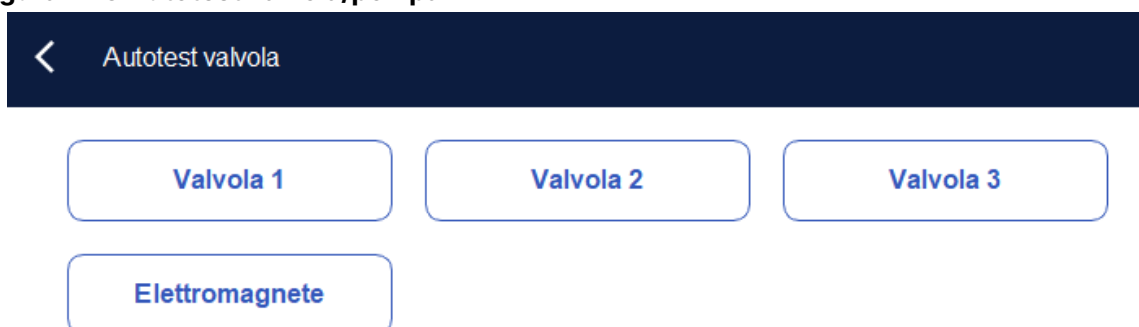 Autotest valvola
Valvola 1
Valvola 2
Valvola 3
Elettromagnete